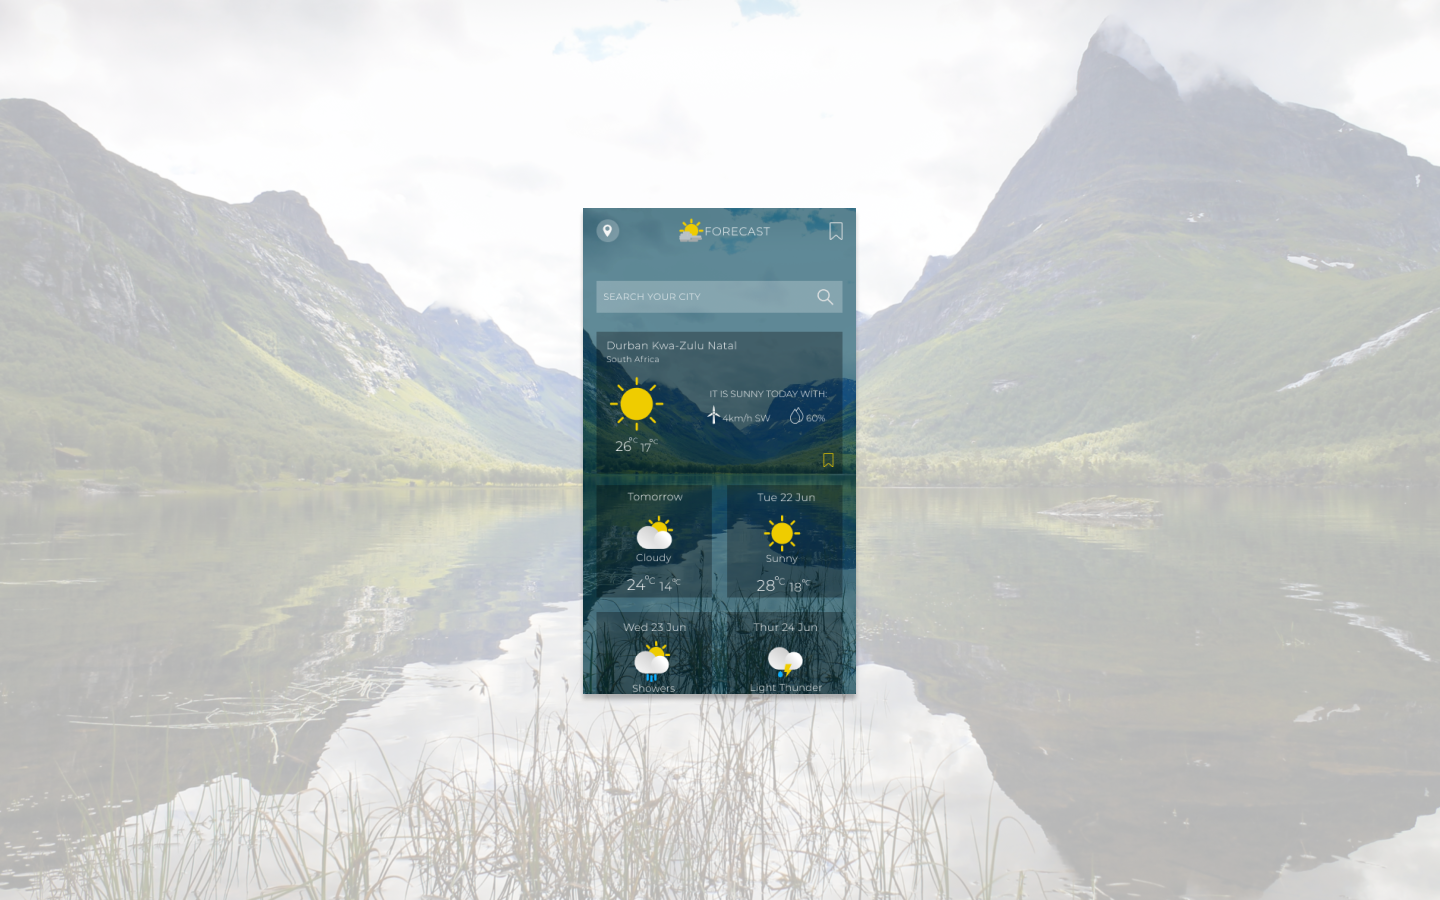 FORECAST
SEARCH YOUR CITY
Durban Kwa-Zulu Natal
South Africa
IT IS SUNNY TODAY WITH:
4km/h SW 60%
26°C 17°C
Tomorrow
Cloudy
24°C 14°C
Tue 22 Jun
Sunny
28°C 18°C
Wed 23 Jun
Showers
Thur 24 Jun
Light Thunder